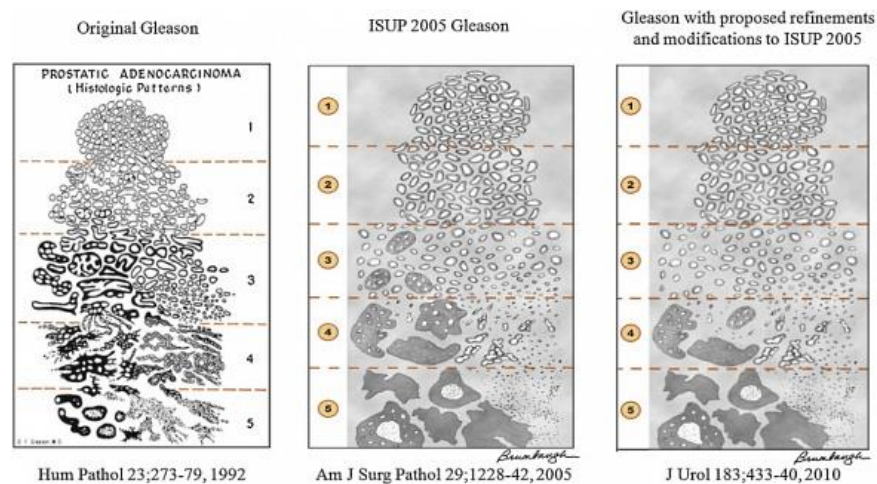 Original Gleason
ISUP 2005 Gleason
Gleason with proposed refinements
and modifications to ISUP 2005
PROSTATIC ADENOCARCINOMA
(Histologic Patterns)
1
2
3
4
5
1
2
3
4
5
Brumbaugh
1
2
3
4
5
Brumbaugh
Hum Pathol 23;273-79, 1992
Am J Surg Pathol 29;1228-42, 2005
J Urol 183;433-40, 2010